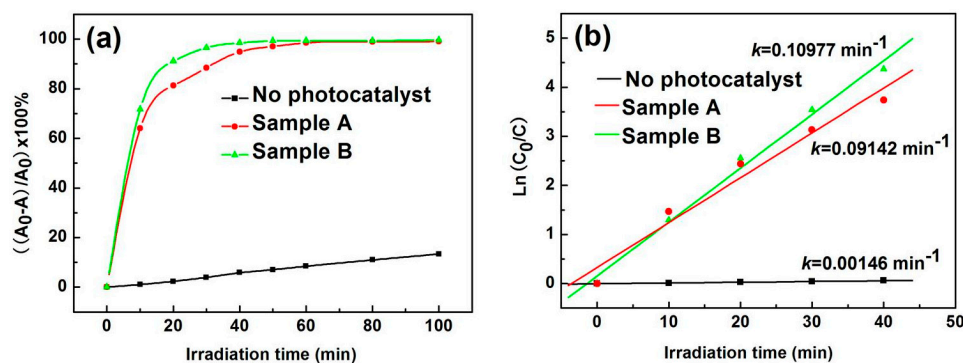 (a)
((A0-A)/A0) x100%
100
80
60
40
20
0
No photocatalyst
Sample A
Sample B
0 20 40 60 80 100
Irradiation time (min)
(b)
Ln (C0/C)
5
4
3
2
1
0
k=0.10977 min-1
No photocatalyst
Sample A
Sample B
k=0.09142 min-1
k=0.00146 min-1
0 10 20 30 40 50
Irradiation time (min)